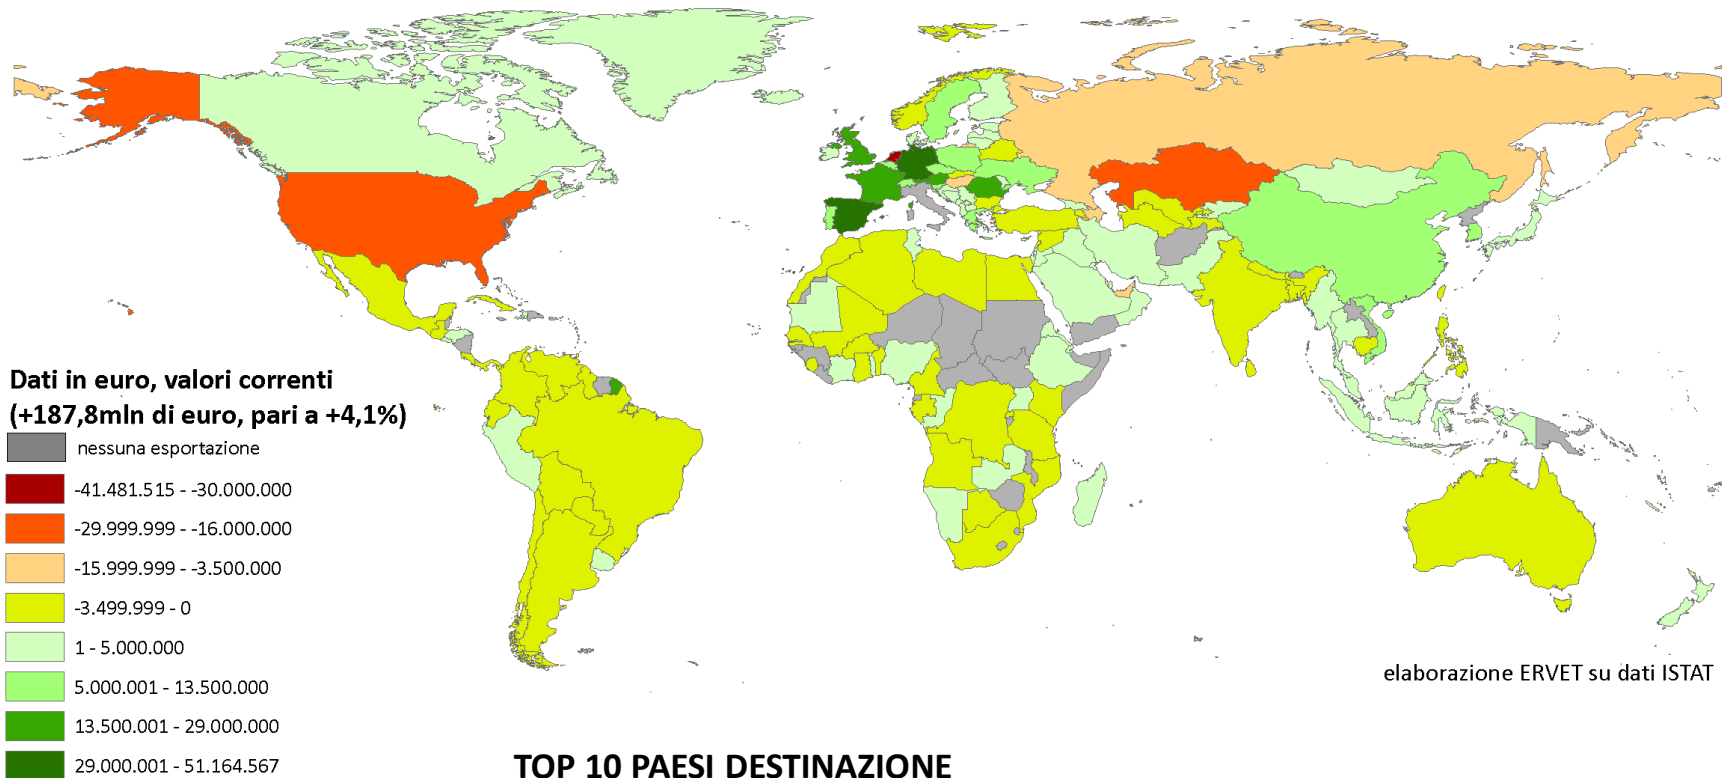 Dati in euro, valori correnti
(+187,8mln di euro, pari a +4,1%)
nessuna esportazione
-41.481.515 - -30.000.000
-29.999.999 - -16.000.000
-15.999.999 - -3.500.000
-3.499.999 - 0
1 - 5.000.000
5.000.001 - 13.500.000
13.500.001 - 29.000.000
29.000.001 - 51.164.567
elaborazione ERVET su dati ISTAT
TOP 10 PAESI DESTINAZIONE